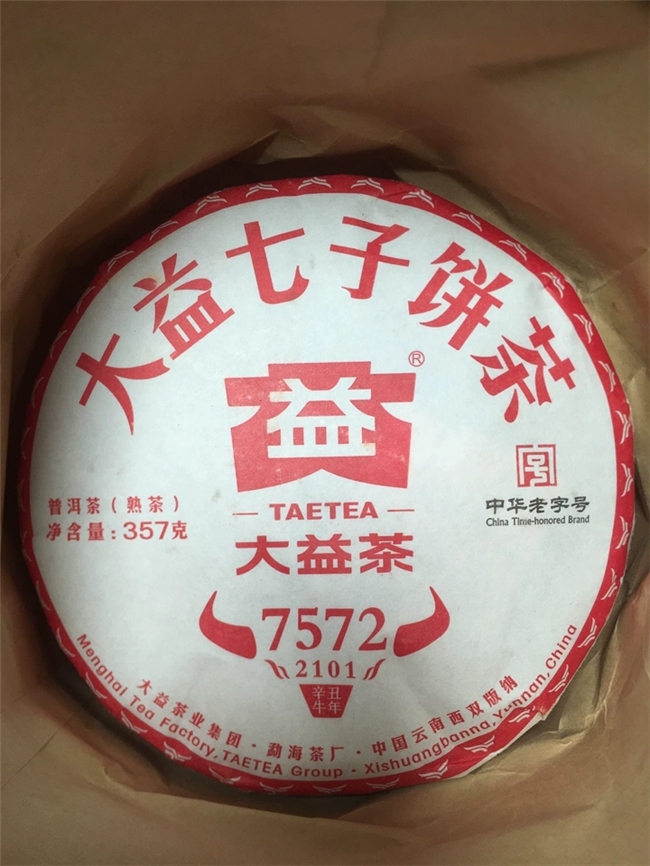 大益七子饼茶
益
®
— TAETEA —
大益茶
普洱茶（熟茶）
净含量：357克
号
中华老字号
China Time-honored Brand
7572
2101
辛丑
牛年
大益茶业集团·勐海茶厂·中国云南西双版纳
Menghai Tea Factory, TAETEA Group · Xishuangbanna, Yunnan, China